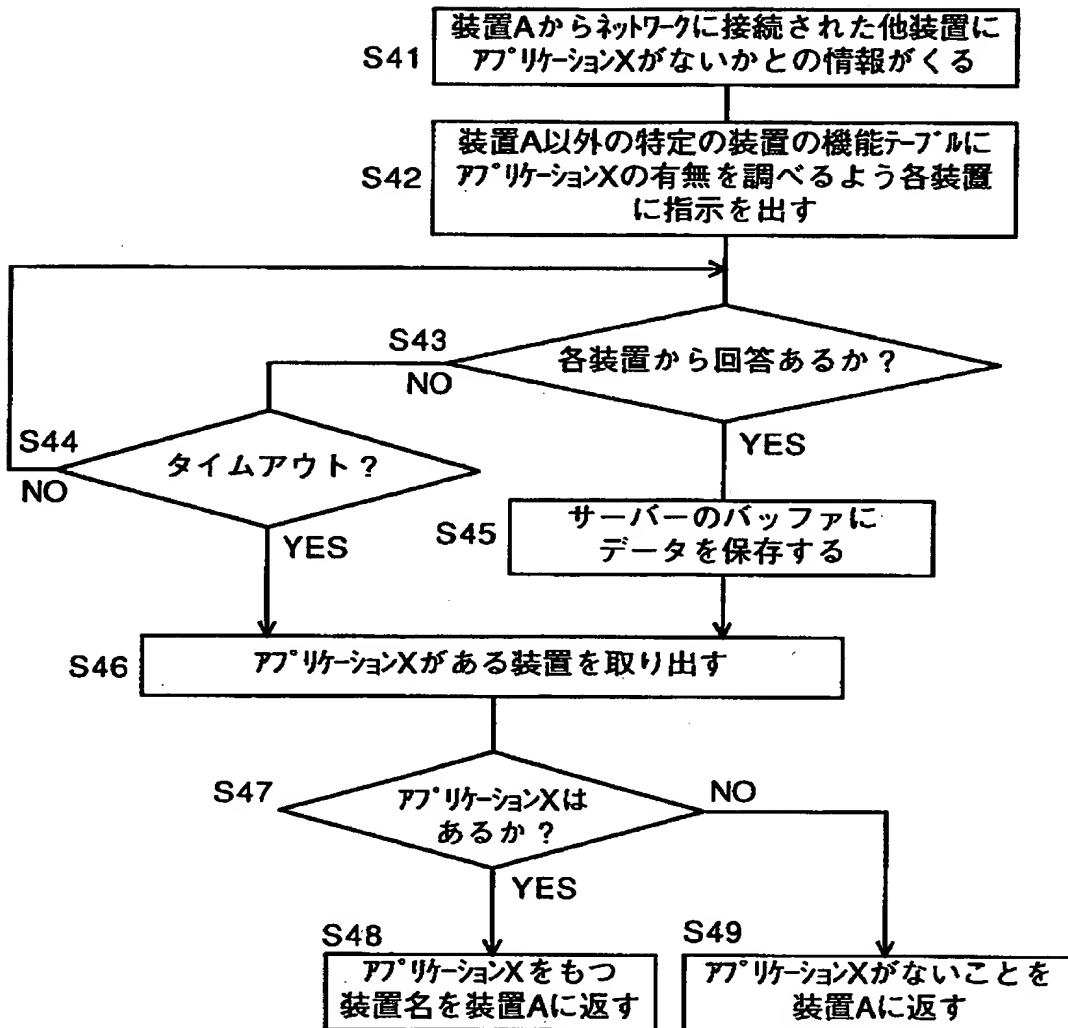 装置Aからネットワークに接続された他装置に
S41
アプリケーションXがないかとの情報がくる
装置A以外の特定の装置の機能テーブルに
S42
アプリケーションXの有無を調べるよう各装置
に指示を出す
S43
各装置から回答あるか?
NO
YES
S44
タイムアウト?
NO
YES
S45
サーバーのバッファに
データを保存する
S46
アプリケーションXがある装置を取り出す
S47
アプリケーションXは
あるか?
NO
YES
S48
アプリケーションXをもつ
装置名を装置Aに返す
S49
アプリケーションXがないことを
装置Aに返す